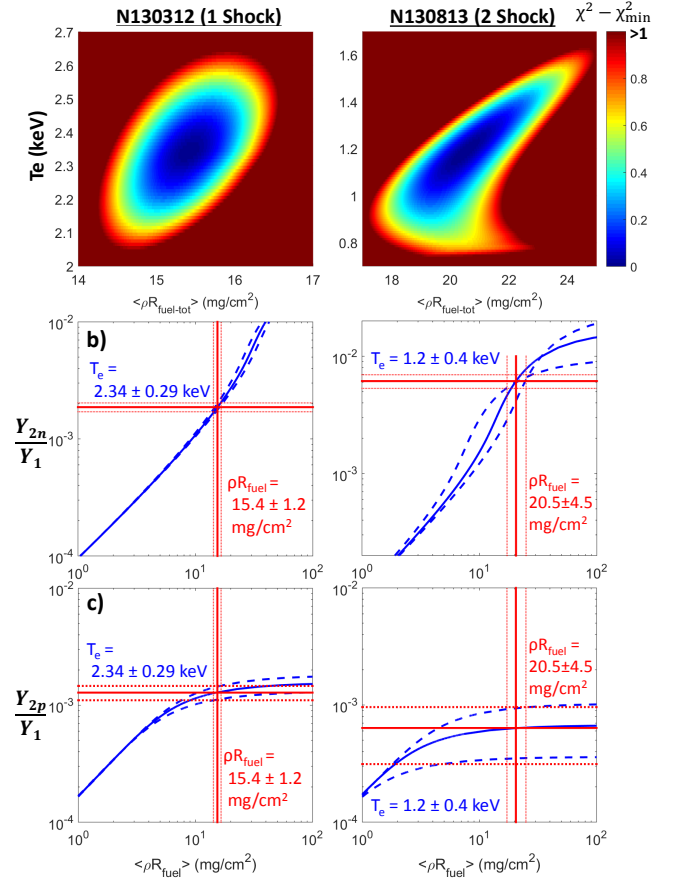 N130312 (1 Shock)
N130813 (2 Shock)
χ² − χ²min
>1
2.7
2.6
2.5
2.4
2.3
2.2
2.1
2
Te (keV)
14
15
16
17
<ρRfuel-tot> (mg/cm²)
1.6
1.4
1.2
1
0.8
18
20
22
24
<ρRfuel-tot> (mg/cm²)
0.8
0.6
0.4
0.2
0
b)
10⁻²
10⁻³
10⁻⁴
Y2n
Y1
Te =
2.34 ± 0.29 keV
ρRfuel =
15.4 ± 1.2
mg/cm²
10⁰
10¹
10²
10⁻²
10⁻³
Te = 1.2 ± 0.4 keV
ρRfuel =
20.5±4.5
mg/cm²
10⁰
10¹
10²
c)
10⁻²
10⁻³
10⁻⁴
Y2p
Y1
Te =
2.34 ± 0.29 keV
ρRfuel =
15.4 ± 1.2
mg/cm²
10⁰
10¹
10²
<ρRfuel> (mg/cm²)
10⁻²
10⁻³
10⁻⁴
ρRfuel =
20.5±4.5
mg/cm²
Te = 1.2 ± 0.4 keV
10⁰
10¹
10²
<ρRfuel> (mg/cm²)